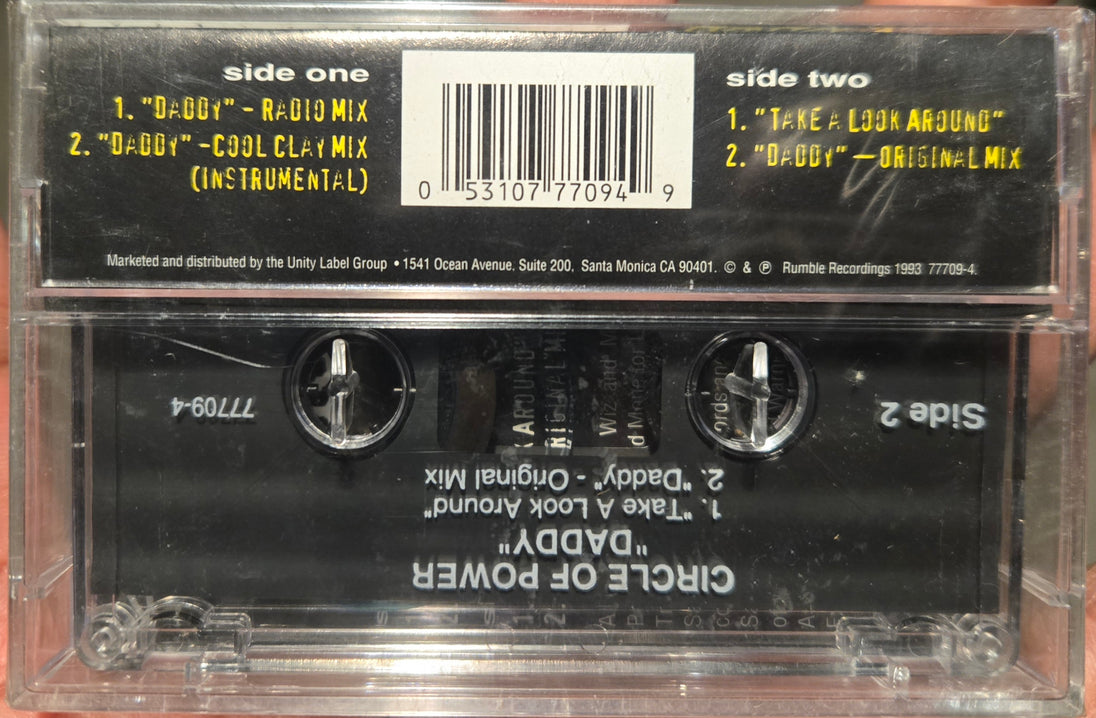 side one
1. "DADDY" - RADIO MIX
2. "DADDY" -COOL CLAY MIX
(INSTRUMENTAL)
0 53107 77094 9
side two
1. "TAKE A LOOK AROUND"
2. "DADDY" — ORIGINAL MIX
Marketed and distributed by the Unity Label Group • 1541 Ocean Avenue. Suite 200, Santa Monica CA 90401. © & ℗ Rumble Recordings 1993 77709-4
CIRCLE OF POWER
"DADDY"
1. "Take A Look Around"
2. "Daddy" - Original Mix
Side 2
77709-4
AROUND"
Wiz and